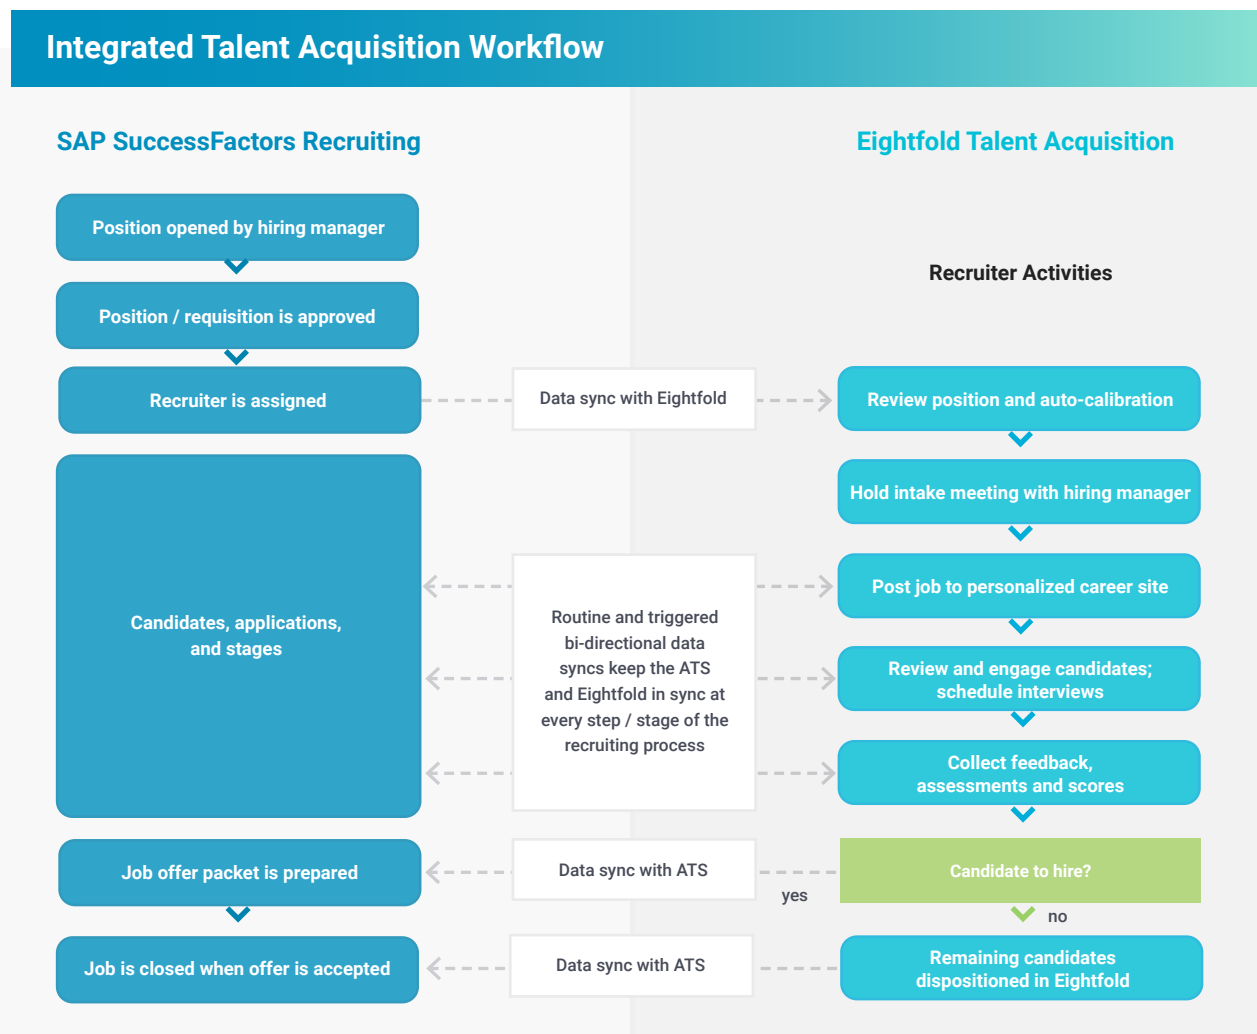 Integrated Talent Acquisition Workflow
SAP SuccessFactors Recruiting
Eightfold Talent Acquisition
Position opened by hiring manager
Recruiter Activities
Position / requisition is approved
Recruiter is assigned
Data sync with Eightfold
Review position and auto-calibration
Hold intake meeting with hiring manager
Candidates, applications,
and stages
Routine and triggered
bi-directional data
syncs keep the ATS
and Eightfold in sync at
every step / stage of the
recruiting process
Post job to personalized career site
Review and engage candidates;
schedule interviews
Collect feedback,
assessments and scores
Job offer packet is prepared
Data sync with ATS
yes
Candidate to hire?
no
Job is closed when offer is accepted
Data sync with ATS
Remaining candidates
dispositioned in Eightfold